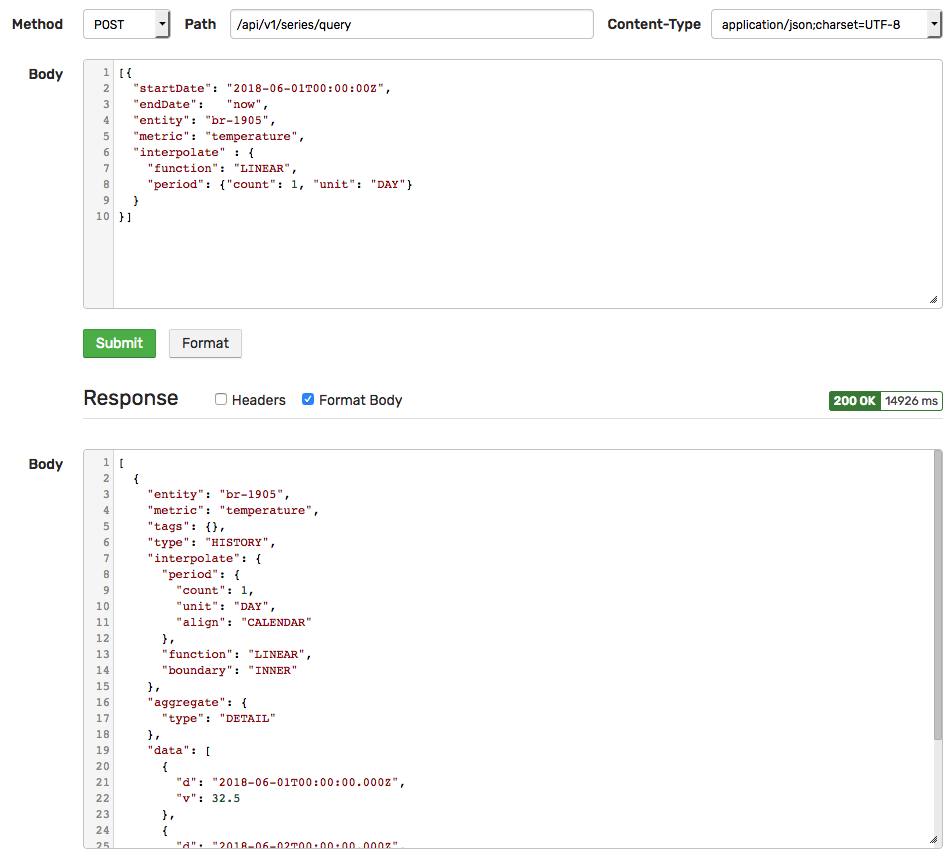 Method POST Path /api/v1/series/query Content-Type application/json;charset=UTF-8
Body
1 [{
2 "startDate": "2018-06-01T00:00:00Z",
3 "endDate":   "now",
4 "entity": "br-1905",
5 "metric": "temperature",
6 "interpolate" : {
7 "function": "LINEAR",
8 "period": {"count": 1, "unit": "DAY"}
9 }
10 }]
Submit Format
Response Headers Format Body 200 OK 14926 ms
Body
1 [
2 {
3 "entity": "br-1905",
4 "metric": "temperature",
5 "tags": {},
6 "type": "HISTORY",
7 "interpolate": {
8 "period": {
9 "count": 1,
10 "unit": "DAY",
11 "align": "CALENDAR"
12 },
13 "function": "LINEAR",
14 "boundary": "INNER"
15 },
16 "aggregate": {
17 "type": "DETAIL"
18 },
19 "data": [
20 {
21 "d": "2018-06-01T00:00:00.000Z",
22 "v": 32.5
23 },
24 {
25 "d": "2018-06-02T00:00:00.000Z",